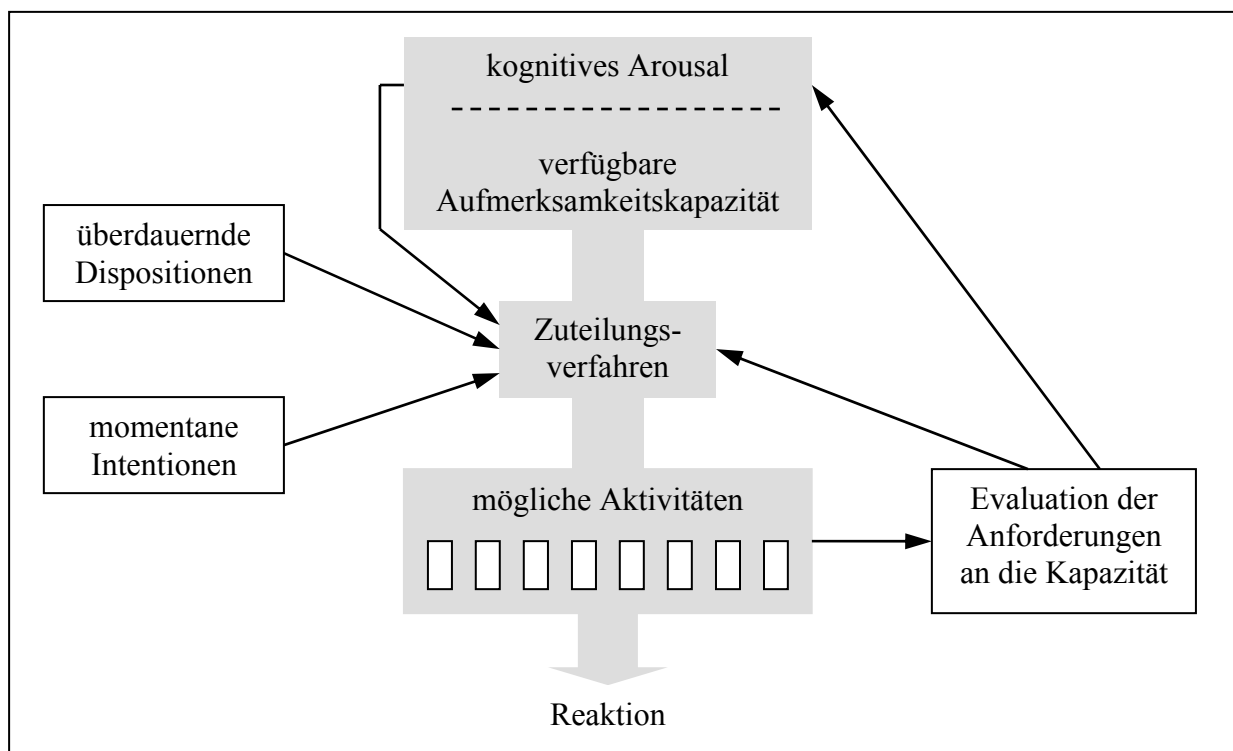 kognitives Arousal
verfügbare
Aufmerksamkeitskapazität
überdauernde
Dispositionen
Zuteilungs-
verfahren
momentane
Intentionen
mögliche Aktivitäten
Evaluation der
Anforderungen
an die Kapazität
Reaktion